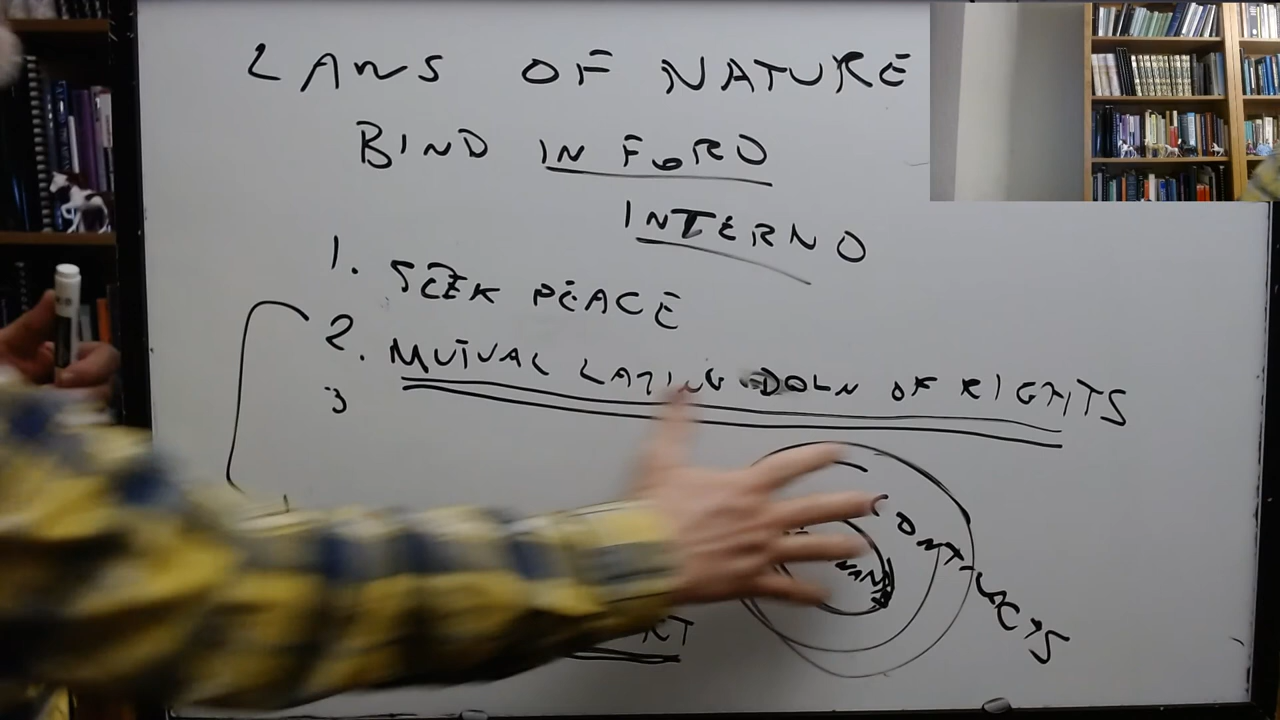 LAWS OF NATURE
BIND IN FORO
INTERNO
1. SEEK PEACE
2. MUTUAL LAYING DOWN OF RIGHTS
3
CONTRACTS